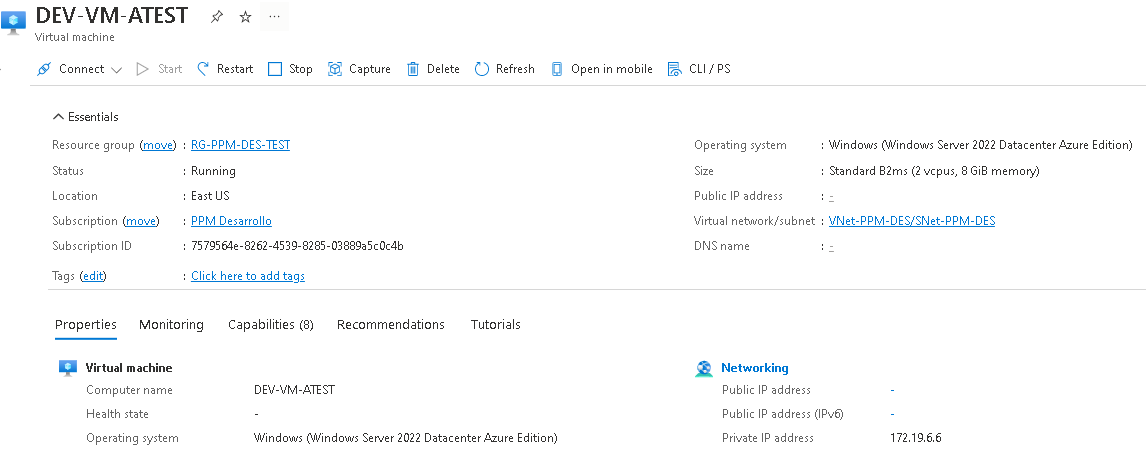 DEV-VM-ATEST ...
Virtual machine
Connect Start Restart Stop Capture Delete Refresh Open in mobile CLI / PS
Essentials
Resource group (move) : RG-PPM-DES-TEST
Status : Running
Location : East US
Subscription (move) : PPM Desarrollo
Subscription ID : 7579564e-8262-4539-8285-03889a5c0c4b
Tags (edit) : Click here to add tags
Operating system : Windows (Windows Server 2022 Datacenter Azure Edition)
Size : Standard B2ms (2 vcpus, 8 GiB memory)
Public IP address : -
Virtual network/subnet : VNet-PPM-DES/SNet-PPM-DES
DNS name : -
Properties Monitoring Capabilities (8) Recommendations Tutorials
Virtual machine
Computer name DEV-VM-ATEST
Health state -
Operating system Windows (Windows Server 2022 Datacenter Azure Edition)
Networking
Public IP address -
Public IP address (IPv6) -
Private IP address 172.19.6.6